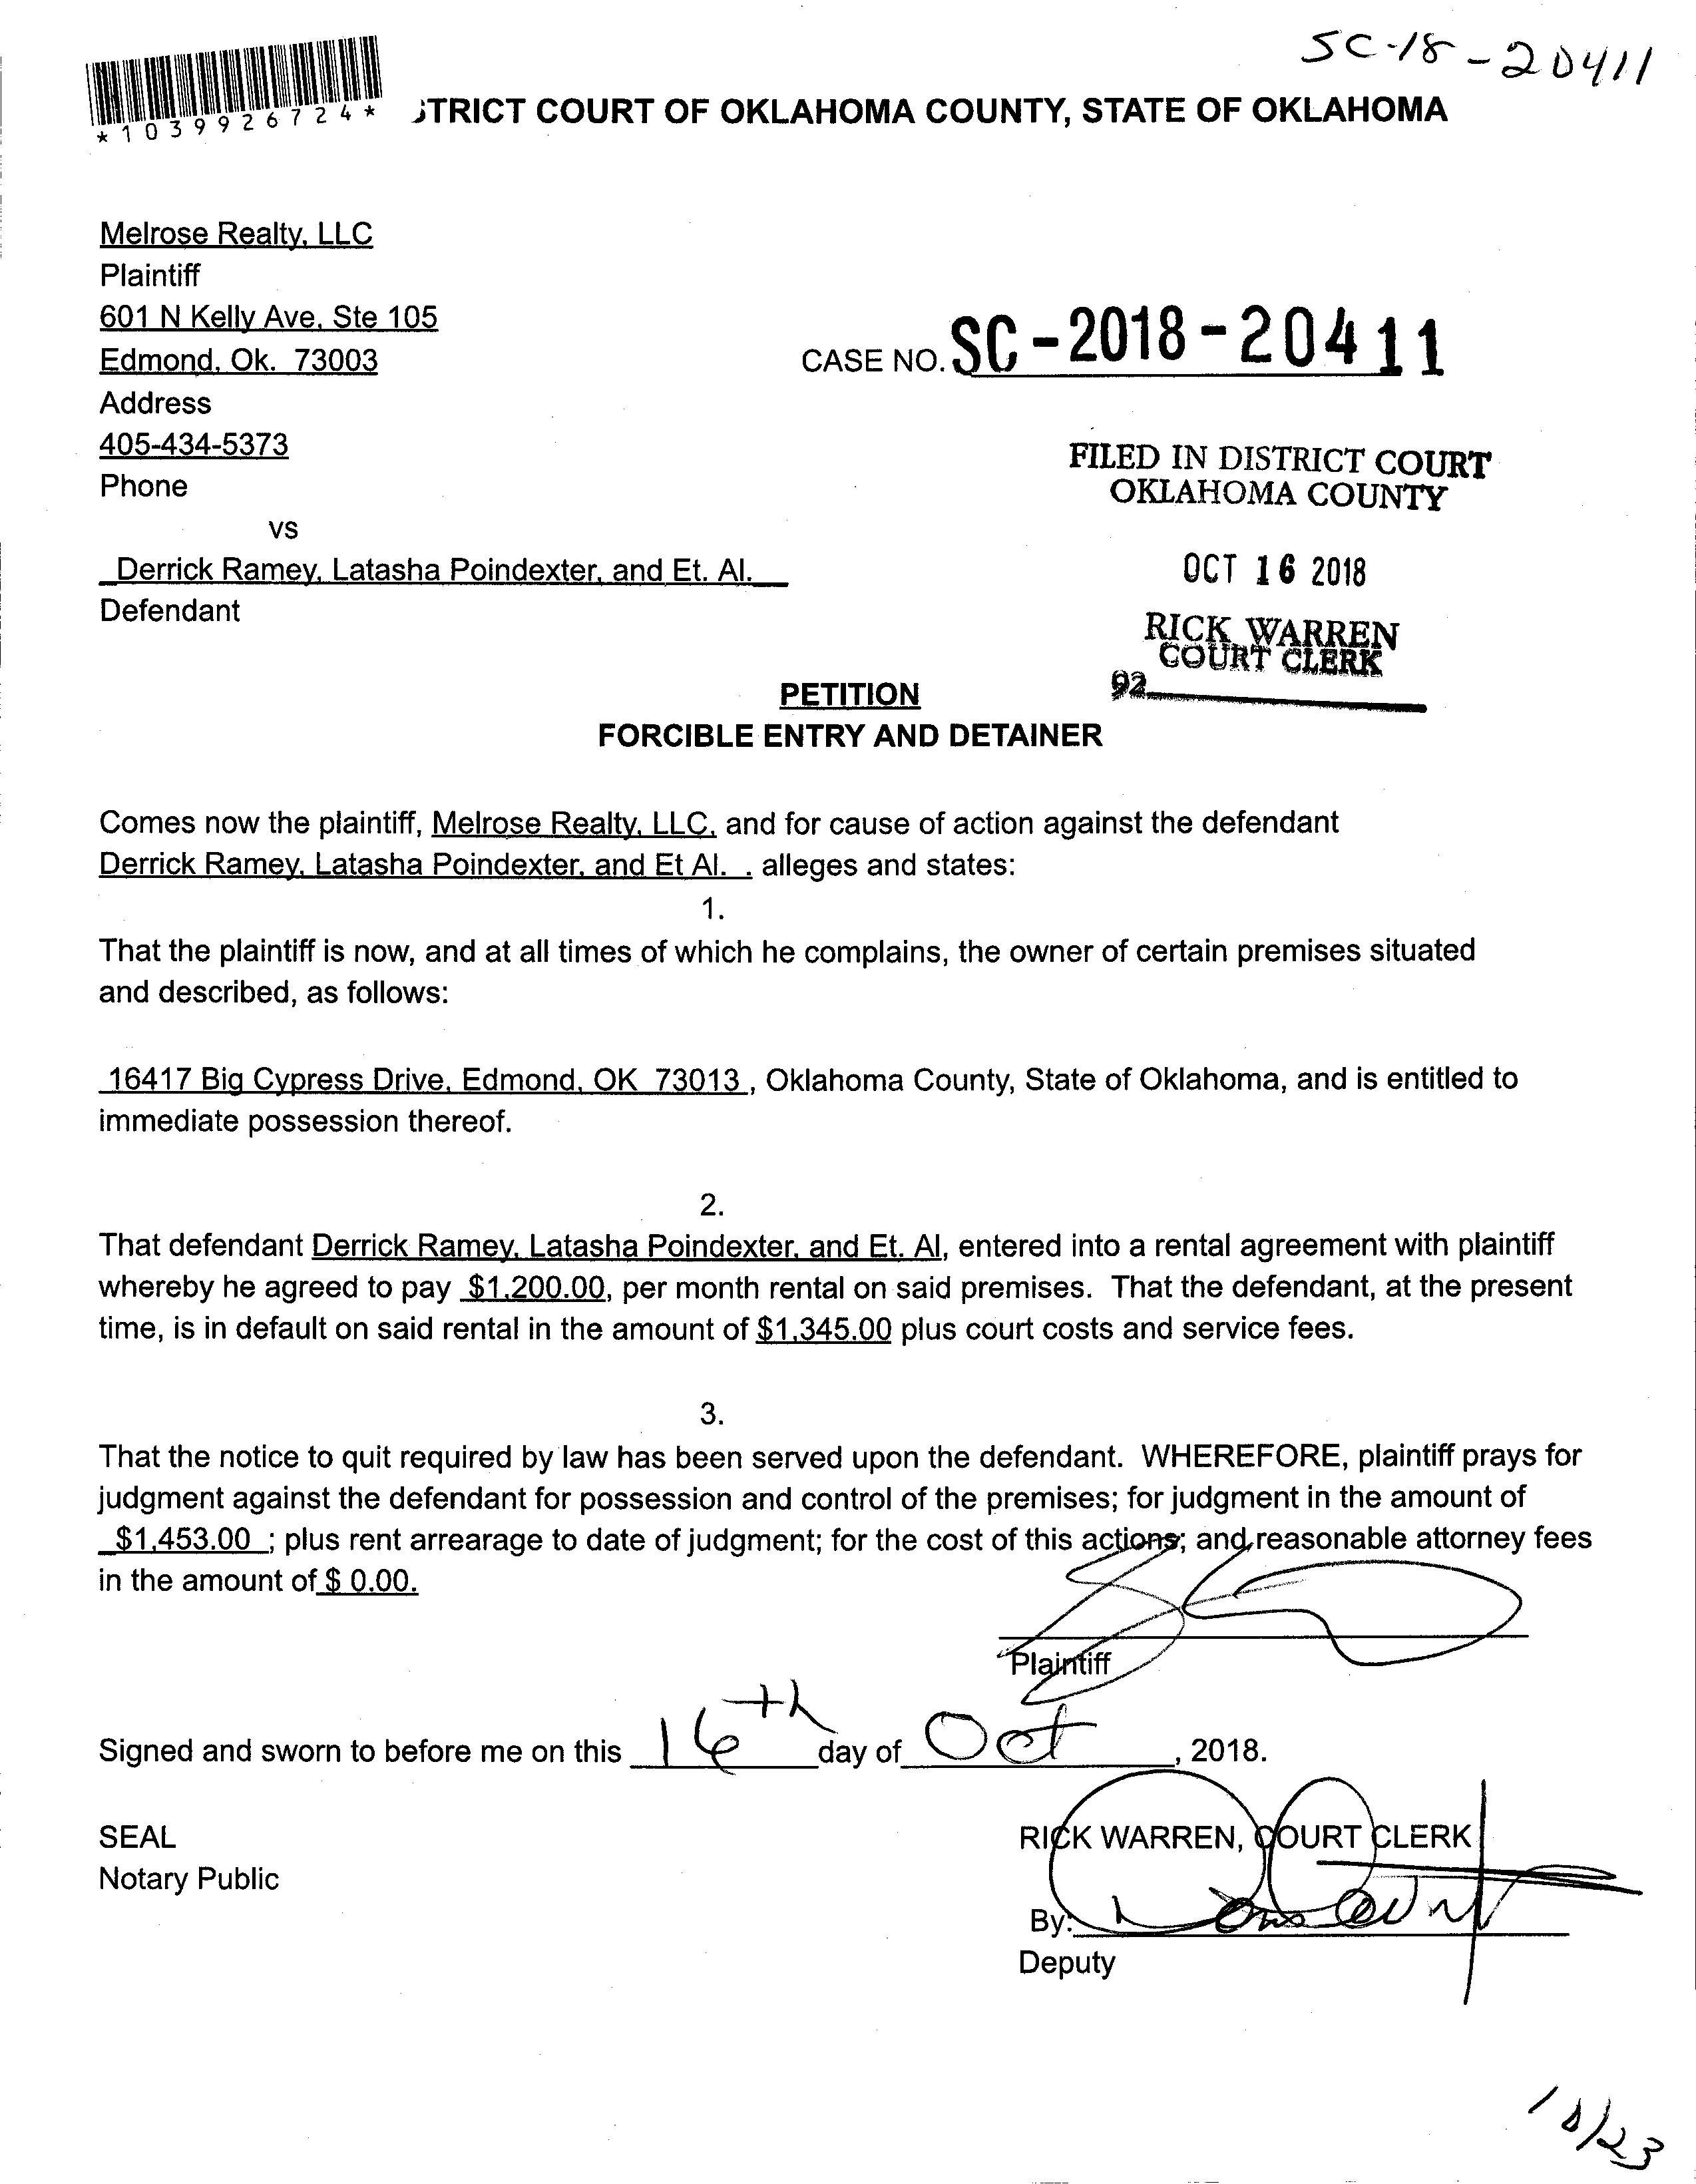 SC-18-20411
*1039926724*
STRICT COURT OF OKLAHOMA COUNTY, STATE OF OKLAHOMA
Melrose Realty, LLC
Plaintiff
601 N Kelly Ave, Ste 105
Edmond, Ok. 73003
Address
405-434-5373
Phone
vs
Derrick Ramey, Latasha Poindexter, and Et. Al.
Defendant
CASE NO. SC-2018-20411
FILED IN DISTRICT COURT
OKLAHOMA COUNTY
OCT 16 2018
RICK WARREN
COURT CLERK
92
PETITION
FORCIBLE ENTRY AND DETAINER
Comes now the plaintiff, Melrose Realty, LLC, and for cause of action against the defendant
Derrick Ramey, Latasha Poindexter, and Et Al. . alleges and states:
1.
That the plaintiff is now, and at all times of which he complains, the owner of certain premises situated
and described, as follows:
16417 Big Cypress Drive, Edmond, OK 73013 , Oklahoma County, State of Oklahoma, and is entitled to
immediate possession thereof.
2.
That defendant Derrick Ramey, Latasha Poindexter, and Et. Al, entered into a rental agreement with plaintiff
whereby he agreed to pay $1,200.00, per month rental on said premises. That the defendant, at the present
time, is in default on said rental in the amount of $1,345.00 plus court costs and service fees.
3.
That the notice to quit required by law has been served upon the defendant. WHEREFORE, plaintiff prays for
judgment against the defendant for possession and control of the premises; for judgment in the amount of
$1,453.00 ; plus rent arrearage to date of judgment; for the cost of this actions; and reasonable attorney fees
in the amount of $ 0.00.
Plaintiff
Signed and sworn to before me on this 16th day of Oct , 2018.
SEAL
Notary Public
RICK WARREN, COURT CLERK
By:
Deputy
10/23